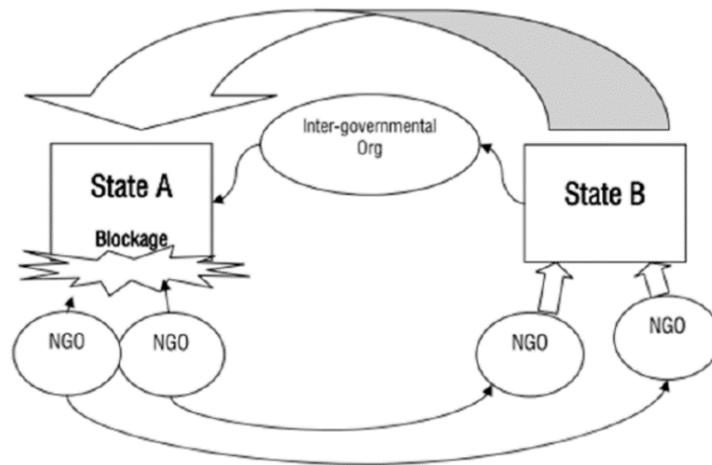 Inter-governmental
Org
State A
State B
Blockage
NGO
NGO
NGO
NGO